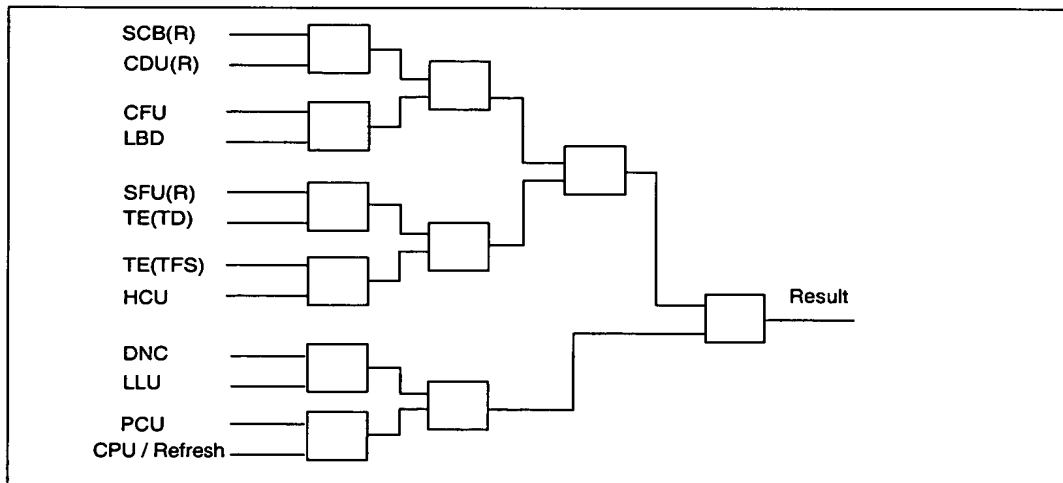 SCB(R)
CDU(R)
CFU
LBD
SFU(R)
TE(TD)
TE(TFS)
HCU
Result
DNC
LLU
PCU
CPU / Refresh